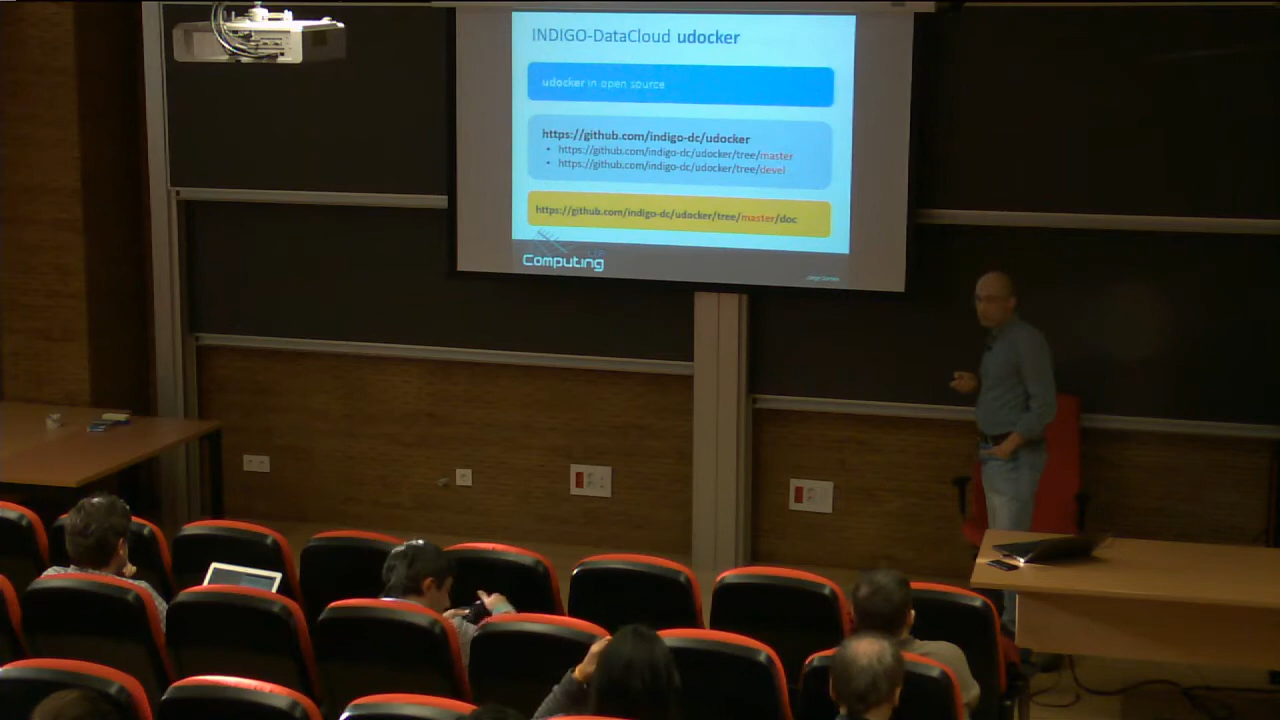 INDIGO-DataCloud udocker
udocker in open source
https://github.com/indigo-dc/udocker
• https://github.com/indigo-dc/udocker/tree/master
• https://github.com/indigo-dc/udocker/tree/devel
https://github.com/indigo-dc/udocker/tree/master/doc
Computing